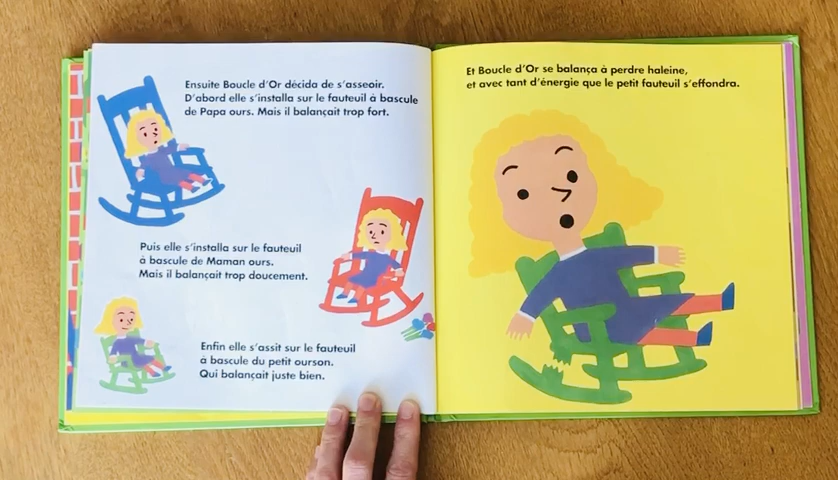 Ensuite Boucle d'Or décida de s'asseoir.
D'abord elle s'installa sur le fauteuil à bascule
de Papa ours. Mais il balançait trop fort.
Puis elle s'installa sur le fauteuil
à bascule de Maman ours.
Mais il balançait trop doucement.
Enfin elle s'assit sur le fauteuil
à bascule du petit ourson.
Qui balançait juste bien.
Et Boucle d'Or se balança à perdre haleine,
et avec tant d'énergie que le petit fauteuil s'effondra.